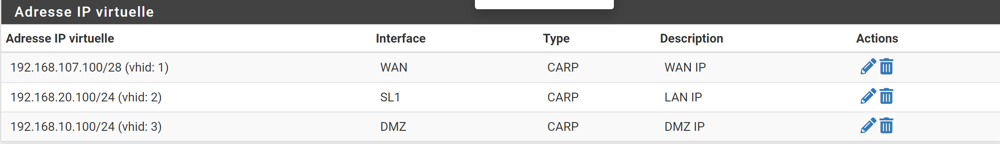 Adresse IP virtuelle
Adresse IP virtuelle Interface Type Description Actions
192.168.107.100/28 (vhid: 1) WAN CARP WAN IP
192.168.20.100/24 (vhid: 2) SL1 CARP LAN IP
192.168.10.100/24 (vhid: 3) DMZ CARP DMZ IP